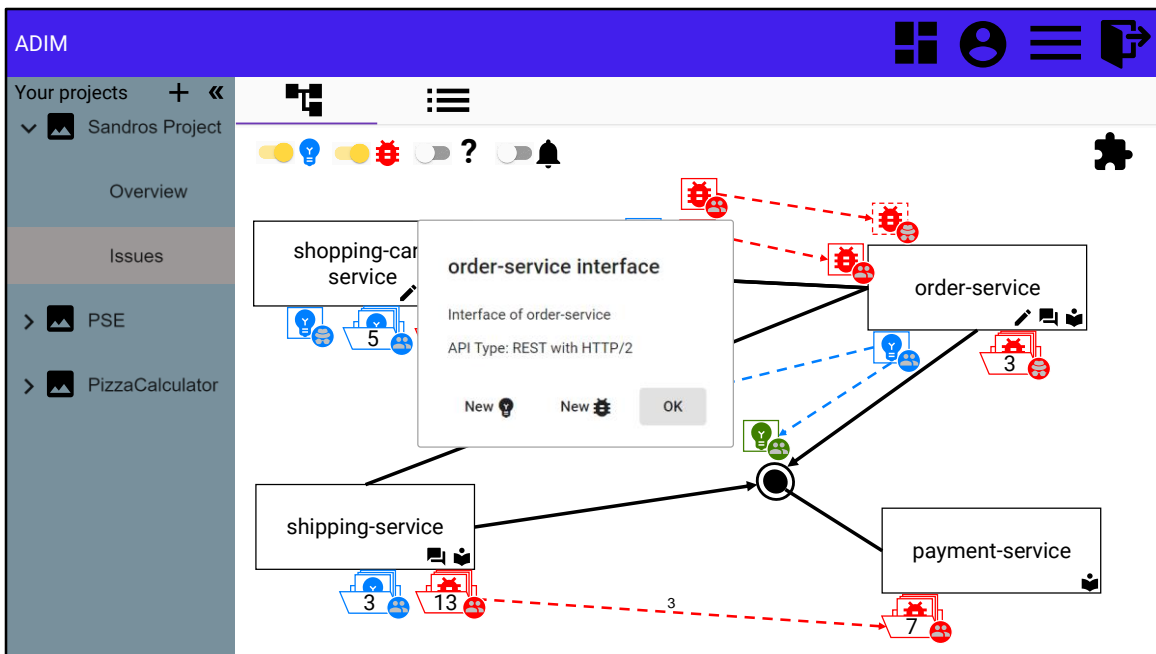 ADIM
Your projects
Sandros Project
Overview
Issues
PSE
PizzaCalculator
?
shopping-car
service
5
order-service interface
Interface of order-service
API Type: REST with HTTP/2
New
New
OK
order-service
3
shipping-service
3
13
3
payment-service
7